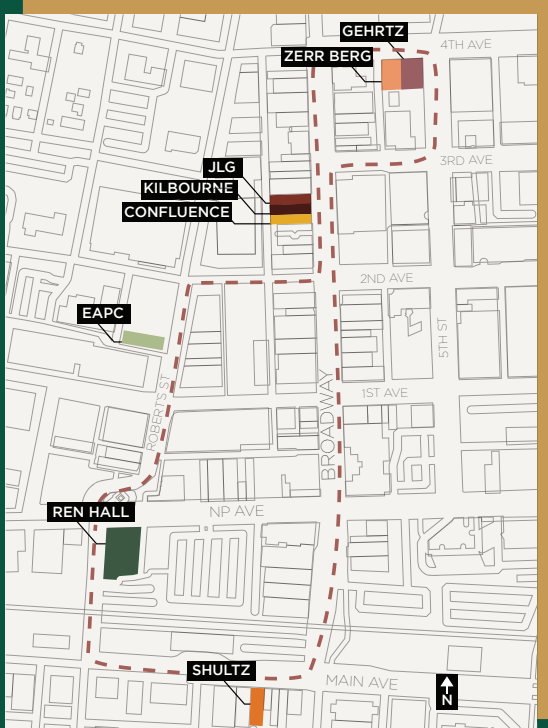 GEHRTZ
4TH AVE
ZERR BERG
3RD AVE
JLG
KILBOURNE
CONFLUENCE
2ND AVE
EAPC
5TH ST
1ST AVE
ROBERTS ST
BROADWAY
NP AVE
REN HALL
SHULTZ
MAIN AVE
N